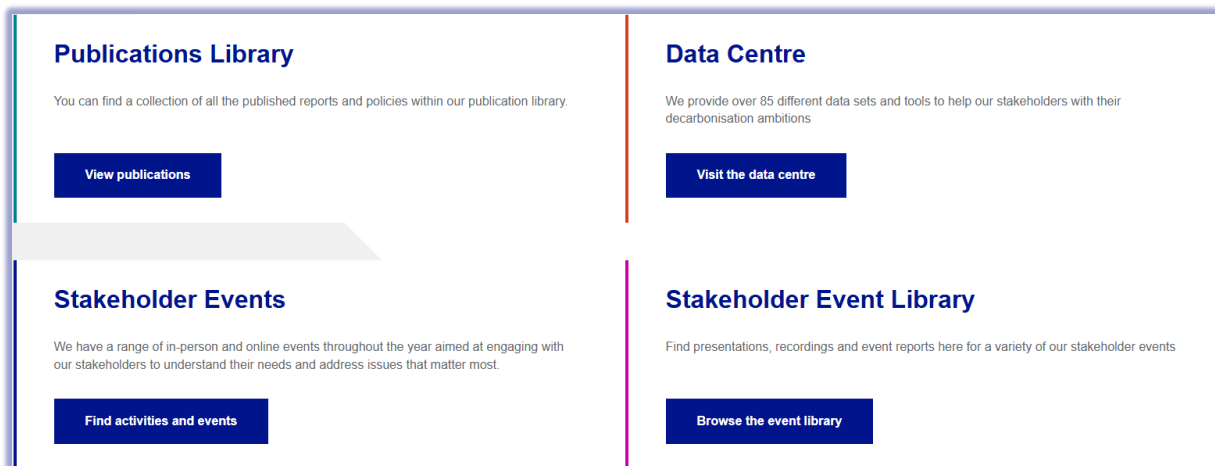 Publications Library
You can find a collection of all the published reports and policies within our publication library.
View publications
Data Centre
We provide over 85 different data sets and tools to help our stakeholders with their
decarbonisation ambitions
Visit the data centre
Stakeholder Events
We have a range of in-person and online events throughout the year aimed at engaging with
our stakeholders to understand their needs and address issues that matter most.
Find activities and events
Stakeholder Event Library
Find presentations, recordings and event reports here for a variety of our stakeholder events
Browse the event library